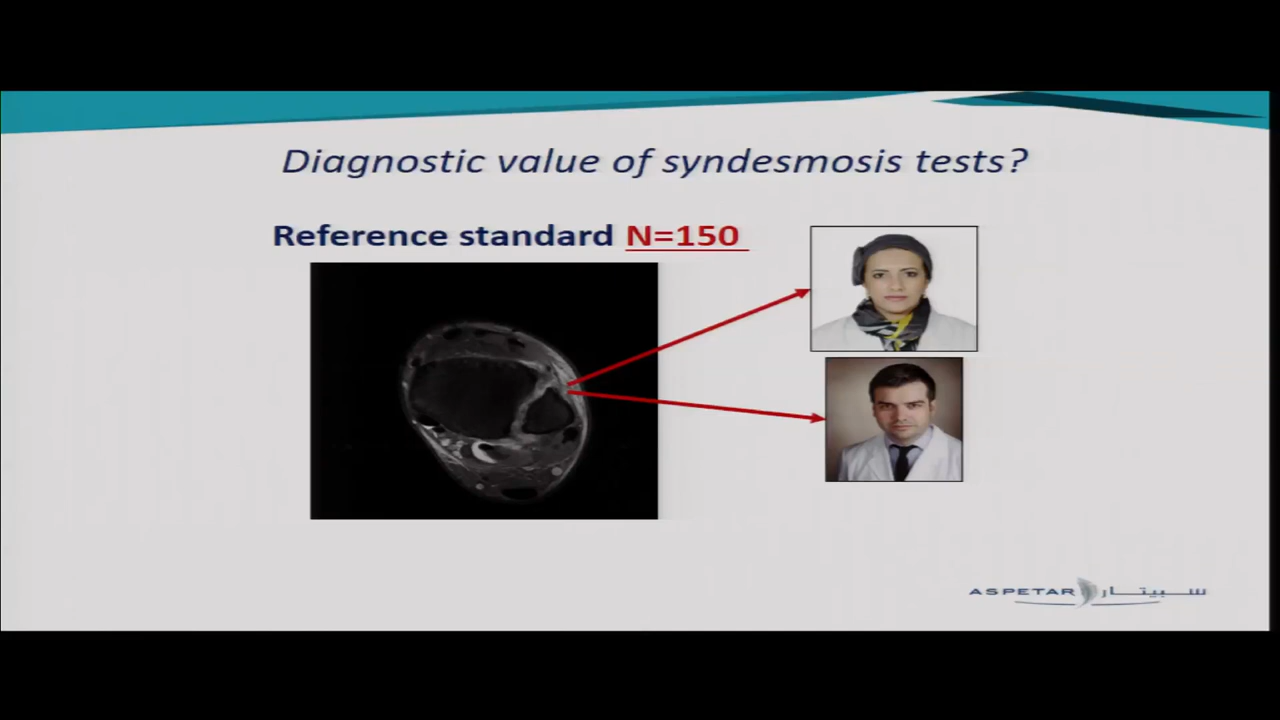 Diagnostic value of syndesmosis tests?
Reference standard N=150
ASPETAR سبيتار